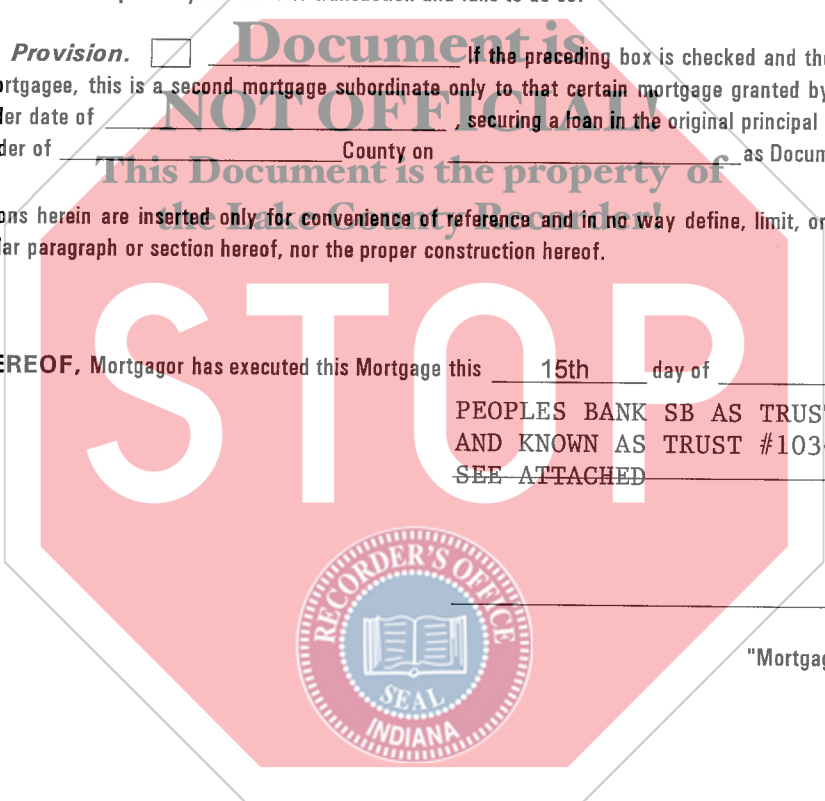 Provision. If the preceding box is checked and the
rtgagee, this is a second mortgage subordinate only to that certain mortgage granted by
er date of , securing a loan in the original principal
der of County on as Docum
ons herein are inserted only for convenience of reference and in no way define, limit, or
lar paragraph or section hereof, nor the proper construction hereof.
Document is
NOT OFFICIAL!
This Document is the property of
the Lake County Recorder!
STOP
EREOF, Mortgagor has executed this Mortgage this 15th day of
PEOPLES BANK SB AS TRUS
AND KNOWN AS TRUST #103
SEE ATTACHED
"Mortgag
RECORDER'S OFFICE
SEAL
INDIANA